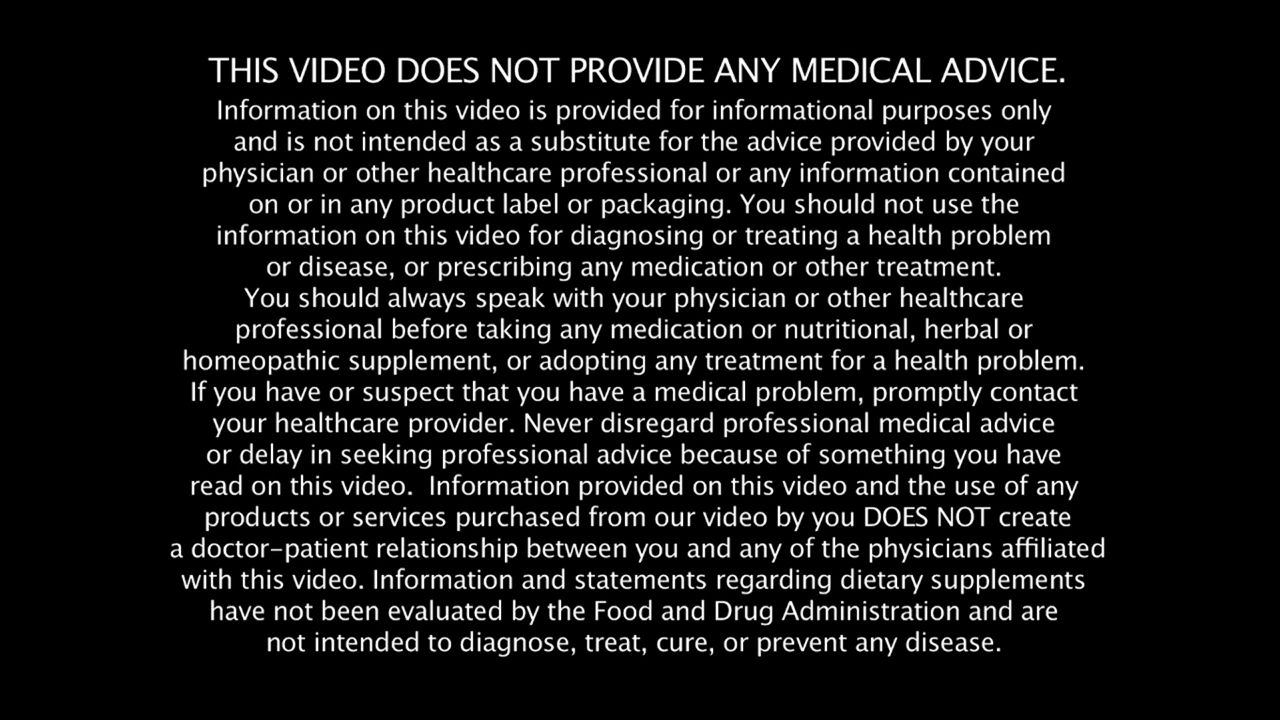 THIS VIDEO DOES NOT PROVIDE ANY MEDICAL ADVICE.
Information on this video is provided for informational purposes only
and is not intended as a substitute for the advice provided by your
physician or other healthcare professional or any information contained
on or in any product label or packaging. You should not use the
information on this video for diagnosing or treating a health problem
or disease, or prescribing any medication or other treatment.
You should always speak with your physician or other healthcare
professional before taking any medication or nutritional, herbal or
homeopathic supplement, or adopting any treatment for a health problem.
If you have or suspect that you have a medical problem, promptly contact
your healthcare provider. Never disregard professional medical advice
or delay in seeking professional advice because of something you have
read on this video.  Information provided on this video and the use of any
products or services purchased from our video by you DOES NOT create
a doctor–patient relationship between you and any of the physicians affiliated
with this video. Information and statements regarding dietary supplements
have not been evaluated by the Food and Drug Administration and are
not intended to diagnose, treat, cure, or prevent any disease.